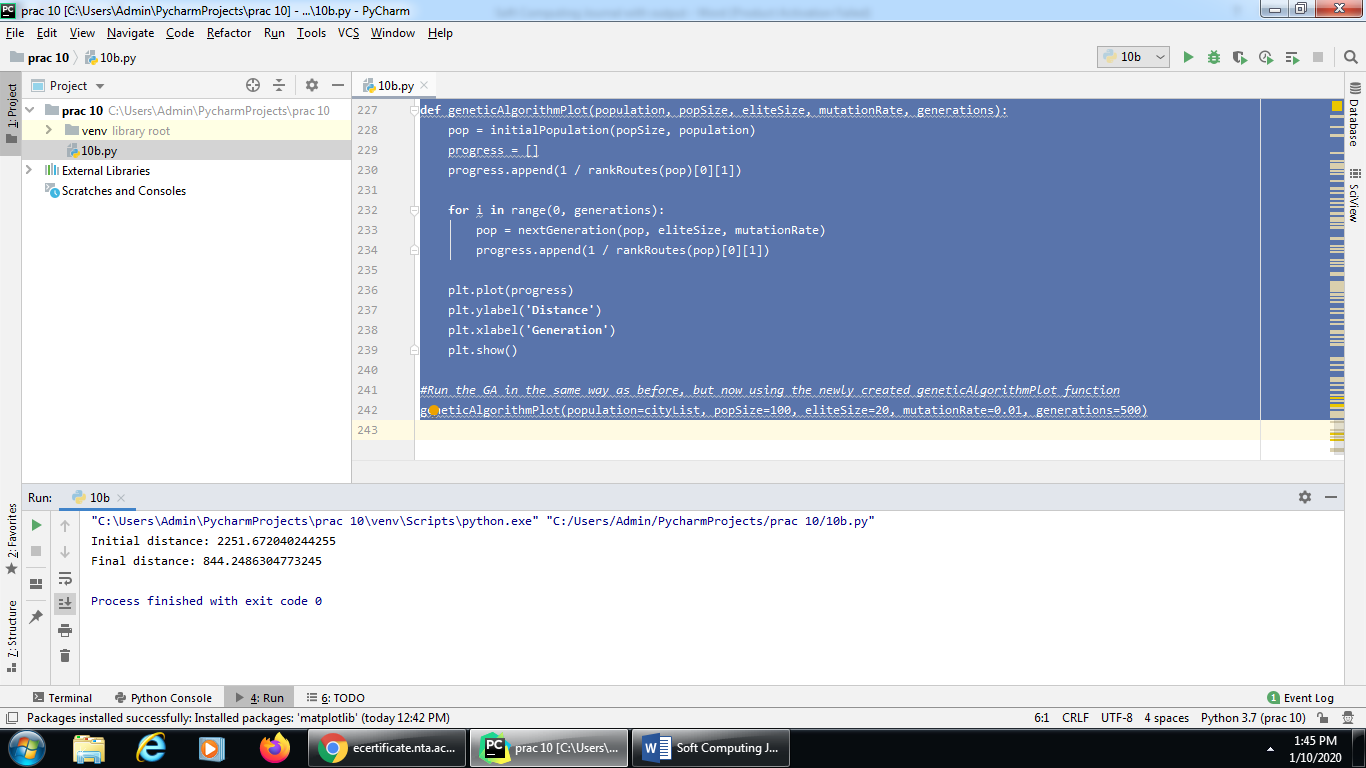 prac 10 [C:\Users\Admin\PycharmProjects\prac 10] - ...\10b.py - PyCharm
File Edit View Navigate Code Refactor Run Tools VCS Window Help
prac 10 10b.py
10b
1: Project
Project
10b.py
prac 10 C:\Users\Admin\PycharmProjects\prac 10
venv library root
10b.py
External Libraries
Scratches and Consoles
227 def geneticAlgorithmPlot(population, popSize, eliteSize, mutationRate, generations):
228 pop = initialPopulation(popSize, population)
229 progress = []
230 progress.append(1 / rankRoutes(pop)[0][1])
231
232 for i in range(0, generations):
233 pop = nextGeneration(pop, eliteSize, mutationRate)
234 progress.append(1 / rankRoutes(pop)[0][1])
235
236 plt.plot(progress)
237 plt.ylabel('Distance')
238 plt.xlabel('Generation')
239 plt.show()
240
241 #Run the GA in the same way as before, but now using the newly created geneticAlgorithmPlot function
242 geneticAlgorithmPlot(population=cityList, popSize=100, eliteSize=20, mutationRate=0.01, generations=500)
243
Database
SciView
Run: 10b
"C:\Users\Admin\PycharmProjects\prac 10\venv\Scripts\python.exe" "C:/Users/Admin/PycharmProjects/prac 10/10b.py"
Initial distance: 2251.672040244255
Final distance: 844.2486304773245
Process finished with exit code 0
2: Favorites
7: Structure
Terminal Python Console 4: Run 6: TODO
1 Event Log
Packages installed successfully: Installed packages: 'matplotlib' (today 12:42 PM)
6:1 CRLF UTF-8 4 spaces Python 3.7 (prac 10)
ecertificate.nta.ac...
prac 10 [C:\Users\...
Soft Computing J...
1:45 PM
1/10/2020